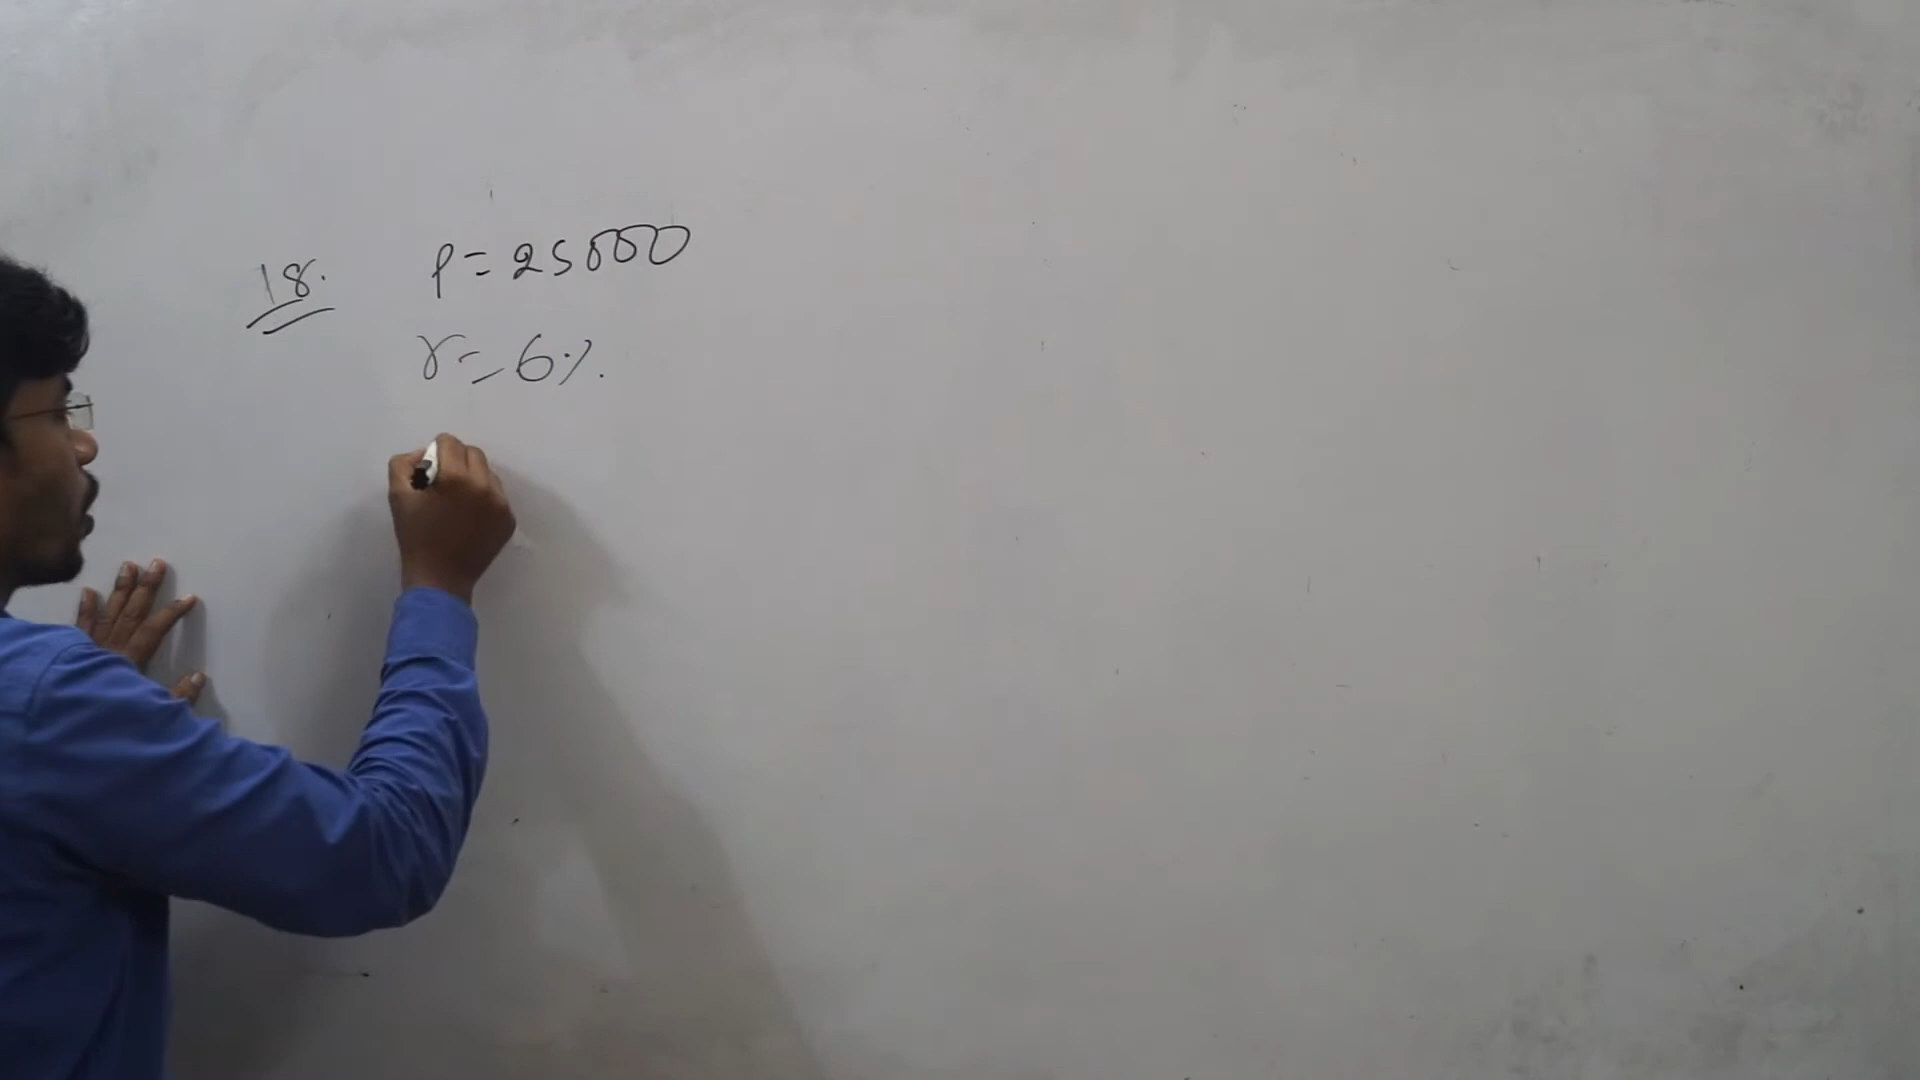 18. P = 25000
r = 6%.